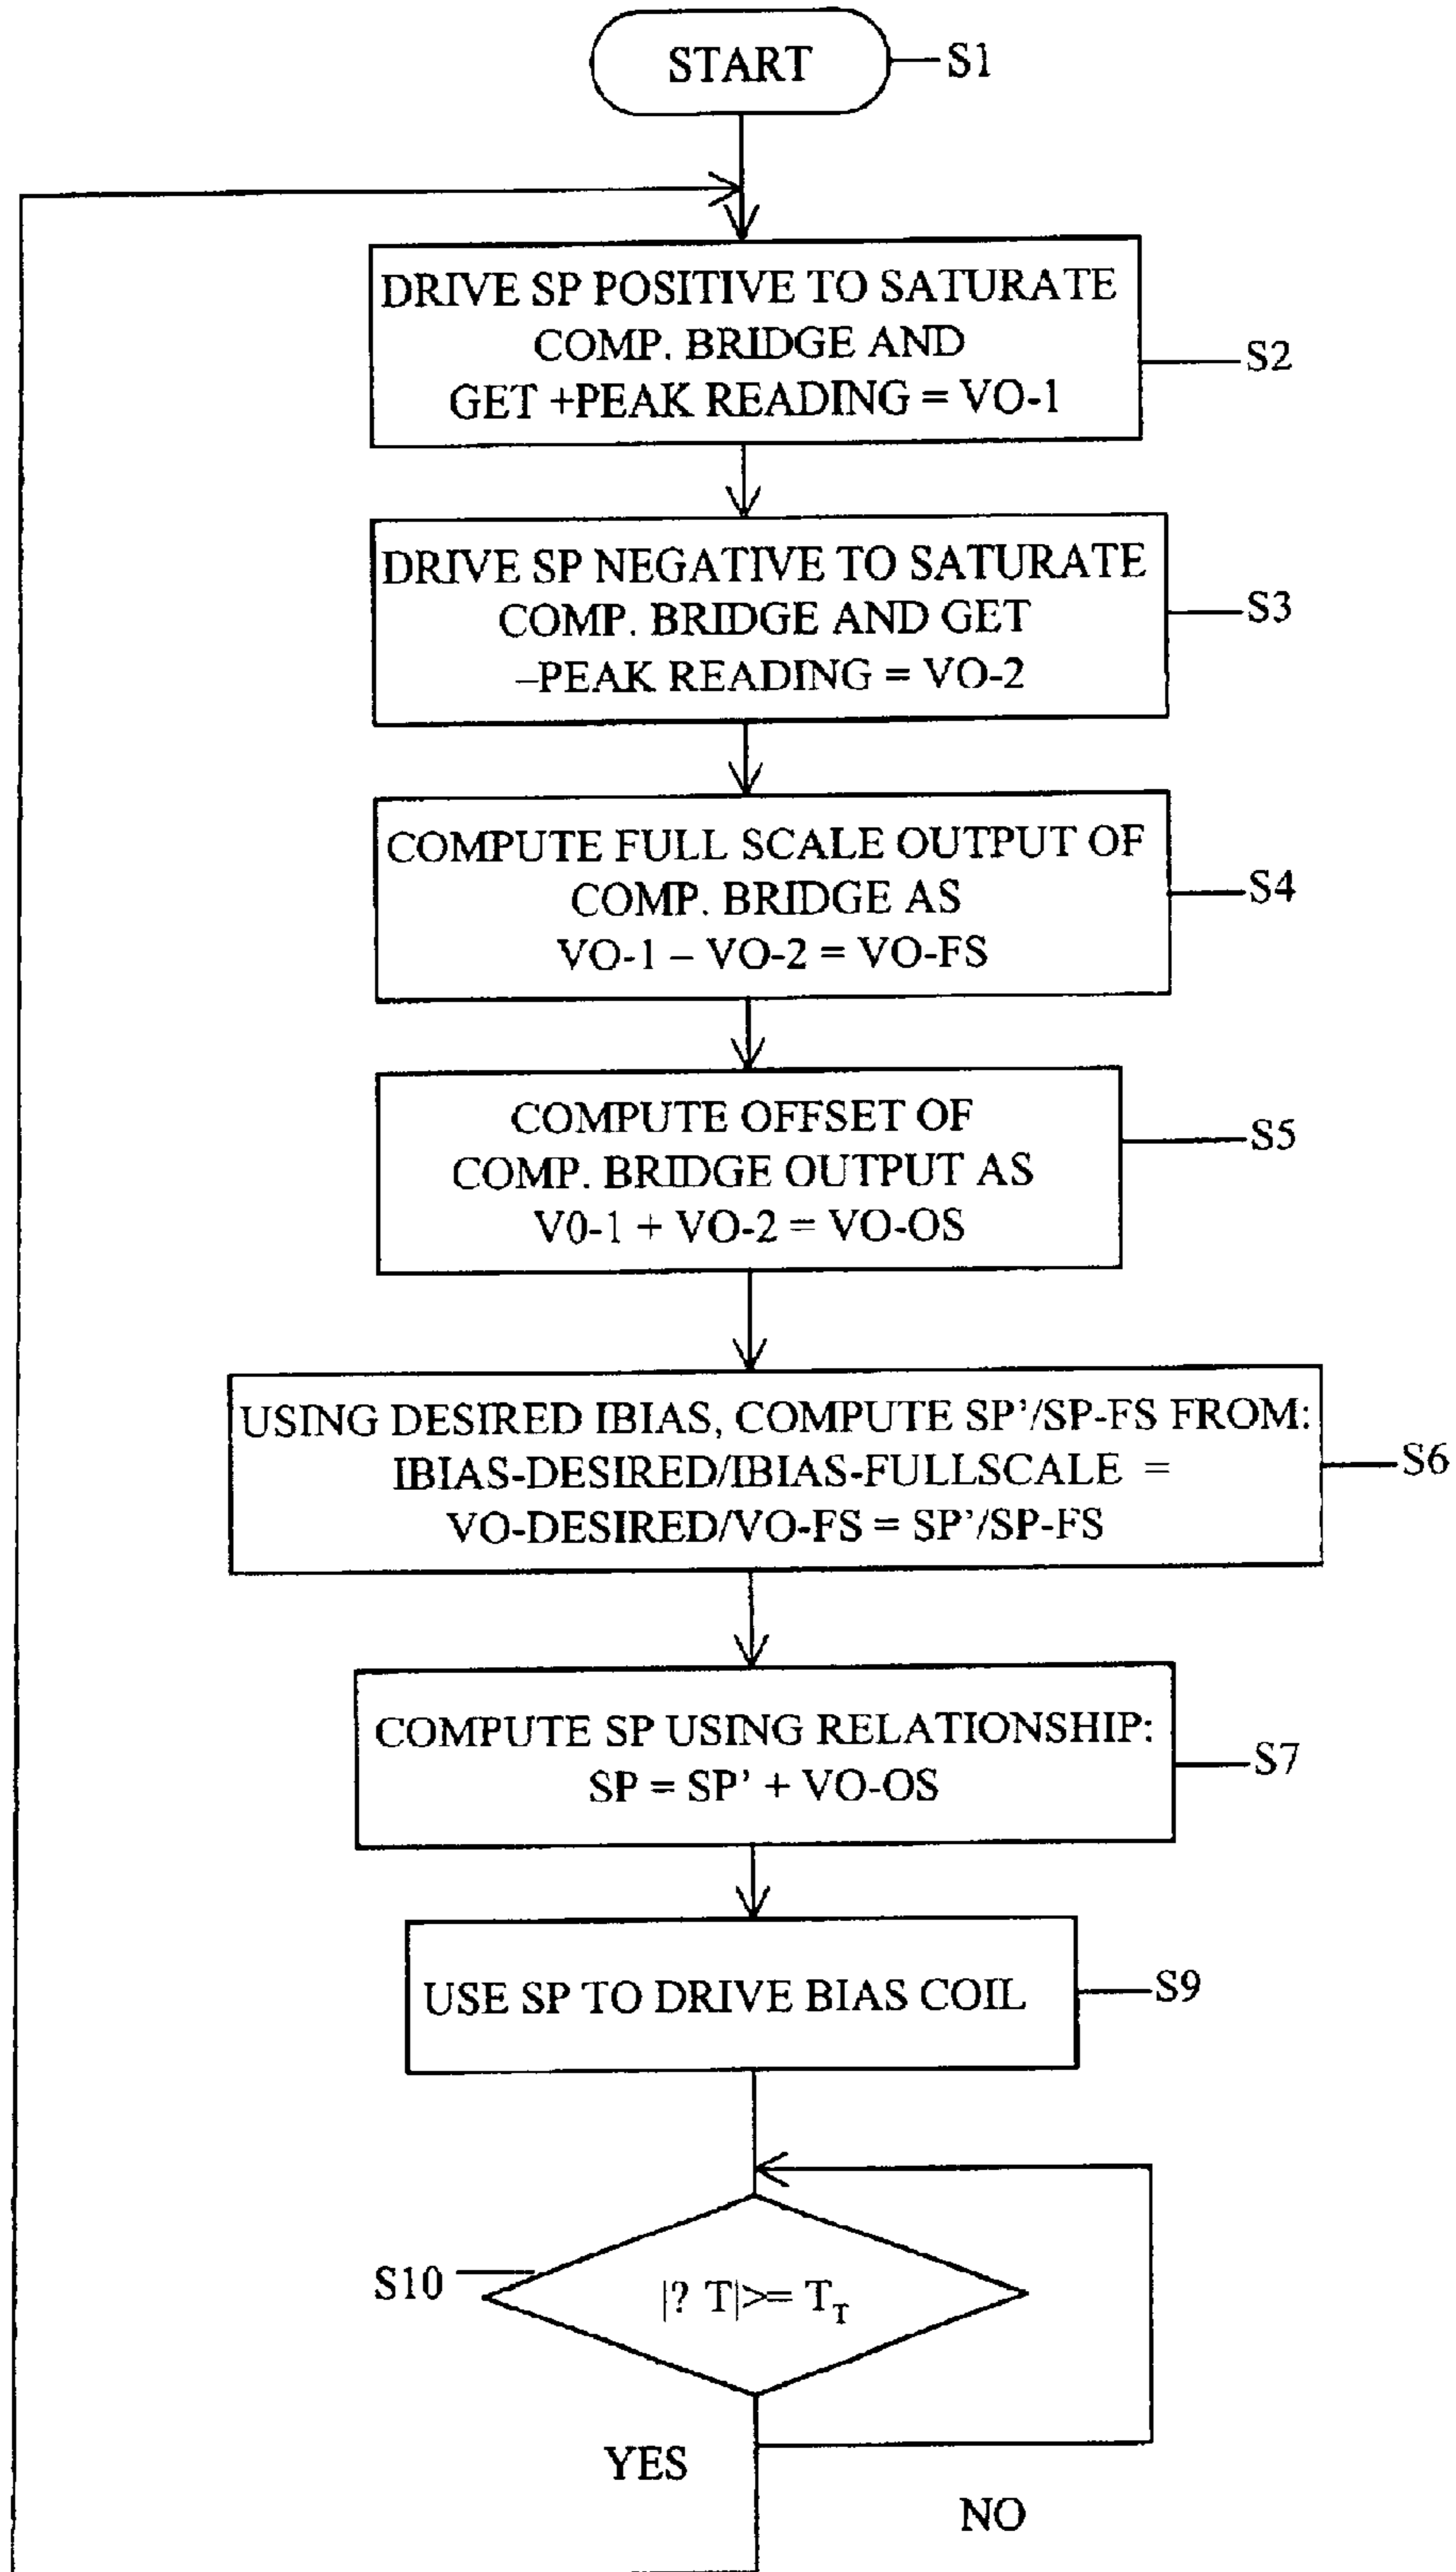 START
S1
DRIVE SP POSITIVE TO SATURATE
COMP. BRIDGE AND
GET +PEAK READING = VO-1
S2
DRIVE SP NEGATIVE TO SATURATE
COMP. BRIDGE AND GET
–PEAK READING = VO-2
S3
COMPUTE FULL SCALE OUTPUT OF
COMP. BRIDGE AS
VO-1 – VO-2 = VO-FS
S4
COMPUTE OFFSET OF
COMP. BRIDGE OUTPUT AS
V0-1 + VO-2 = VO-OS
S5
USING DESIRED IBIAS, COMPUTE SP’/SP-FS FROM:
IBIAS-DESIRED/IBIAS-FULLSCALE =
VO-DESIRED/VO-FS = SP’/SP-FS
S6
COMPUTE SP USING RELATIONSHIP:
SP = SP’ + VO-OS
S7
USE SP TO DRIVE BIAS COIL
S9
S10
|? T|>= T_T
YES
NO